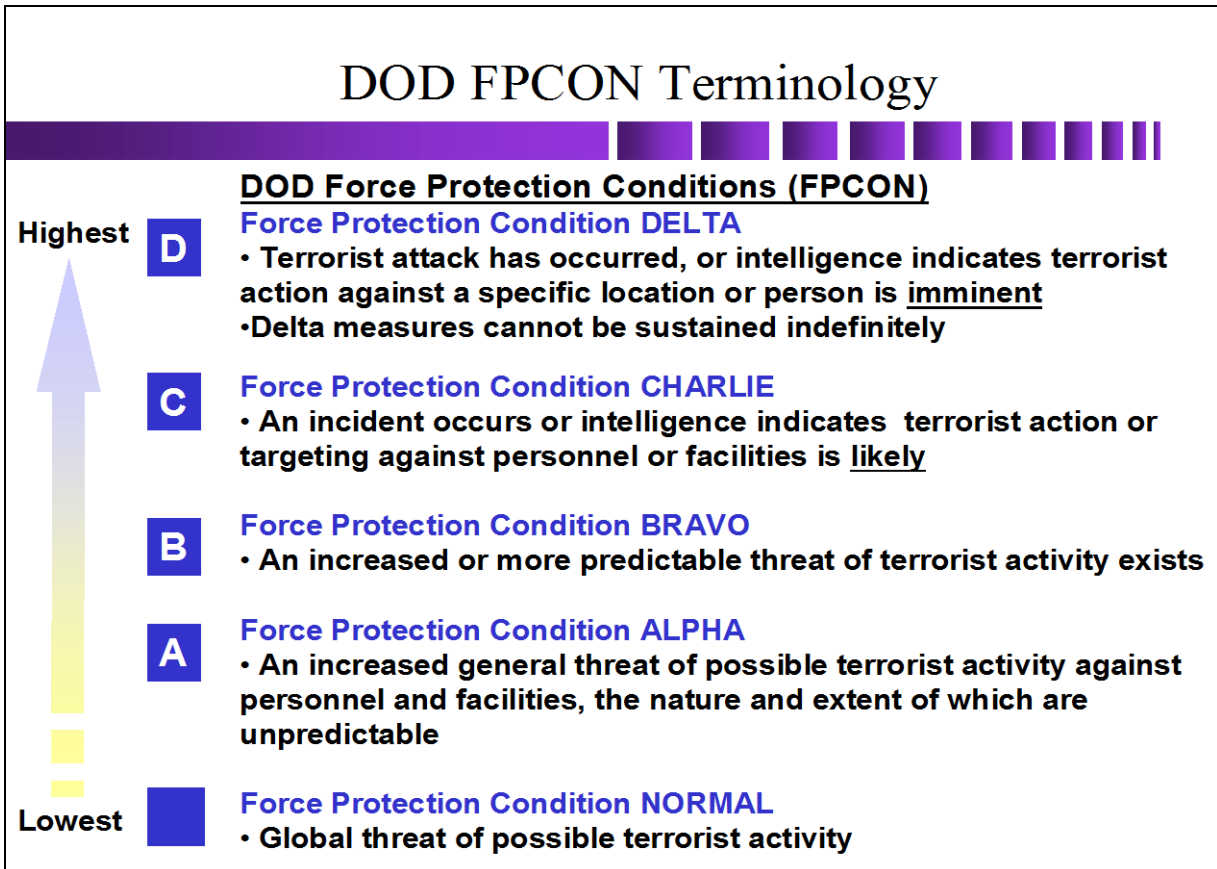 DOD FPCON Terminology
DOD Force Protection Conditions (FPCON)
Highest
D
Force Protection Condition DELTA
• Terrorist attack has occurred, or intelligence indicates terrorist
action against a specific location or person is imminent
•Delta measures cannot be sustained indefinitely
C
Force Protection Condition CHARLIE
• An incident occurs or intelligence indicates terrorist action or
targeting against personnel or facilities is likely
B
Force Protection Condition BRAVO
• An increased or more predictable threat of terrorist activity exists
A
Force Protection Condition ALPHA
• An increased general threat of possible terrorist activity against
personnel and facilities, the nature and extent of which are
unpredictable
Lowest
Force Protection Condition NORMAL
• Global threat of possible terrorist activity